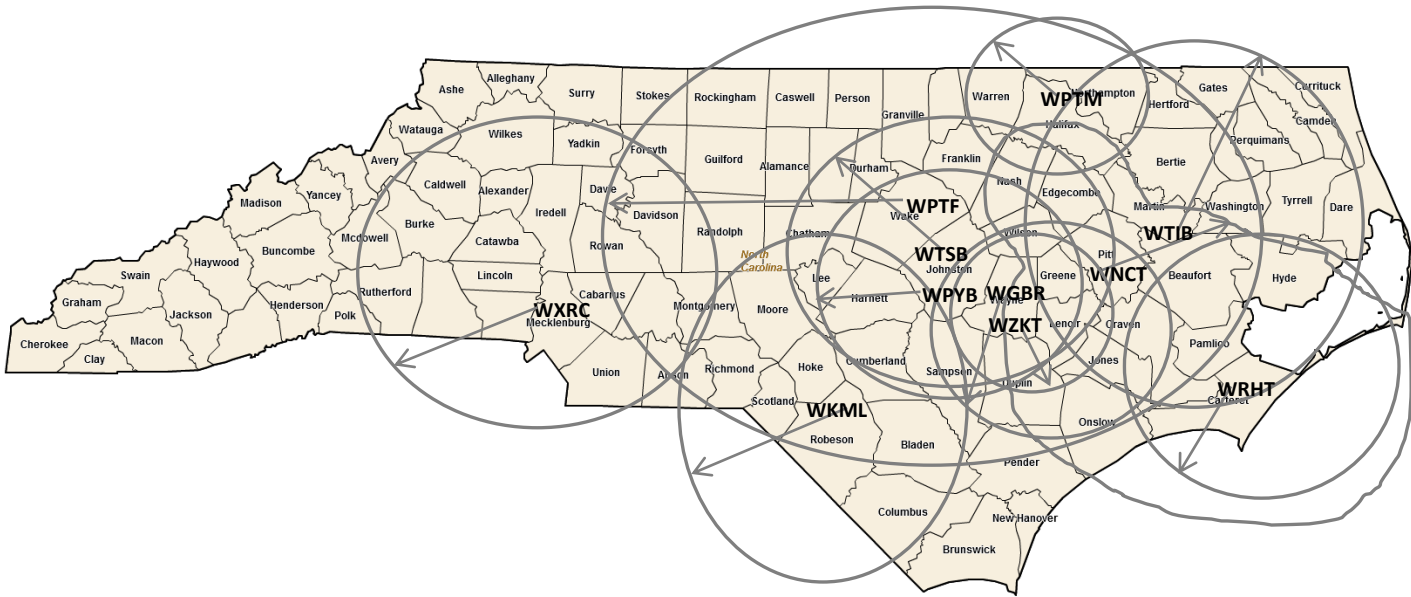 Alleghany
Ashe
Surry
Stokes
Rockingham
Caswell
Person
Granville
Warren
WPTM
Northampton
Halifax
Hertford
Gates
Currituck
Camden
Perquimans
Watauga
Wilkes
Yadkin
Forsyth
Guilford
Alamance
Durham
Franklin
Nash
Edgecombe
Bertie
Avery
Caldwell
Alexander
Davie
Davidson
Iredell
Madison
Yancey
WPTF
Wake
Martin
Washington
Tyrrell
Dare
Mcdowell
Burke
Catawba
Rowan
Randolph
Chatham
Wilson
WTIB
Buncombe
Haywood
North
Carolina
WTSB
Johnston
Pitt
WNCT
Swain
Rutherford
Lincoln
Lee
Greene
Beaufort
Hyde
Graham
Jackson
Henderson
Polk
WXRC
Cabarrus
Mecklenburg
Montgomery
Moore
Harnett
WPYB
WGBR
Wayne
WZKT
Lenoir
Craven
Cherokee
Clay
Macon
Pamlico
Union
Anson
Richmond
Hoke
Cumberland
Sampson
Duplin
Jones
WRHT
Carteret
Scotland
WKML
Robeson
Bladen
Onslow
Pender
Columbus
New Hanover
Brunswick